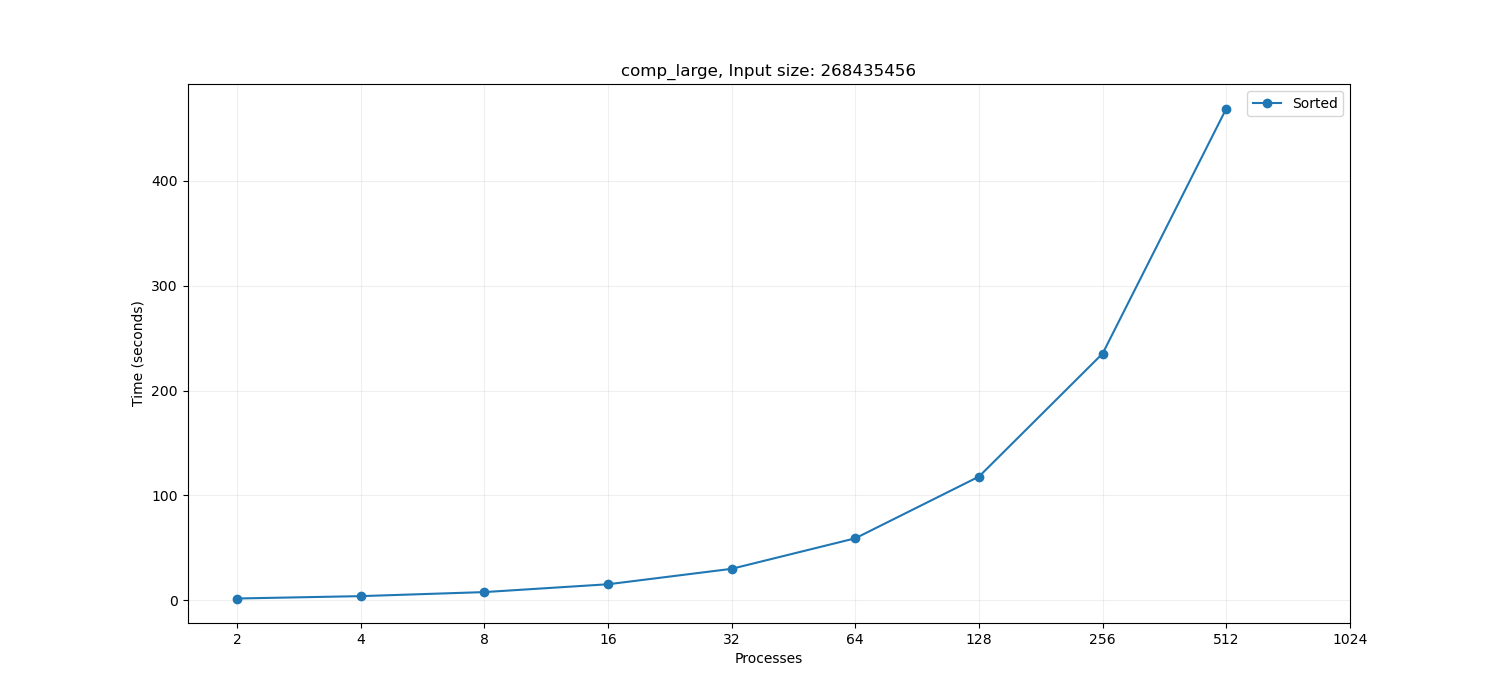 comp_large, Input size: 268435456
Sorted
400
300
200
100
0
Time (seconds)
2 4 8 16 32 64 128 256 512 1024
Processes